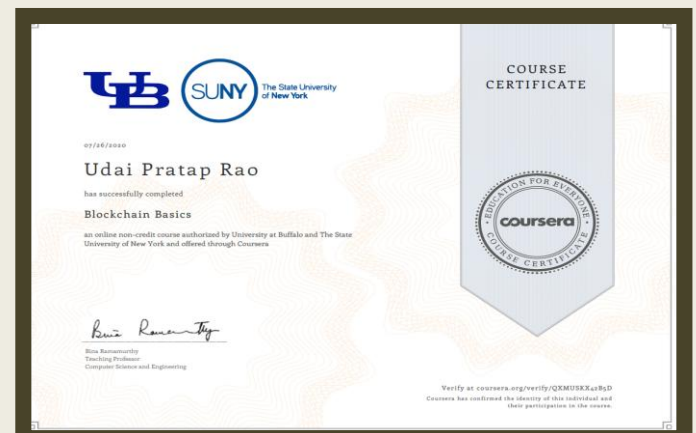 UB
SUNY
The State University
of New York
COURSE
CERTIFICATE
07/26/2020
Udai Pratap Rao
has successfully completed
Blockchain Basics
an online non-credit course authorized by University at Buffalo and The State
University of New York and offered through Coursera
EDUCATION FOR EVERYONE
coursera
COURSE CERTIFICATE
Bina Ramamurthy
Bina Ramamurthy
Teaching Professor
Computer Science and Engineering
Verify at coursera.org/verify/QXMUSKX42B5D
Coursera has confirmed the identity of this individual and
their participation in the course.